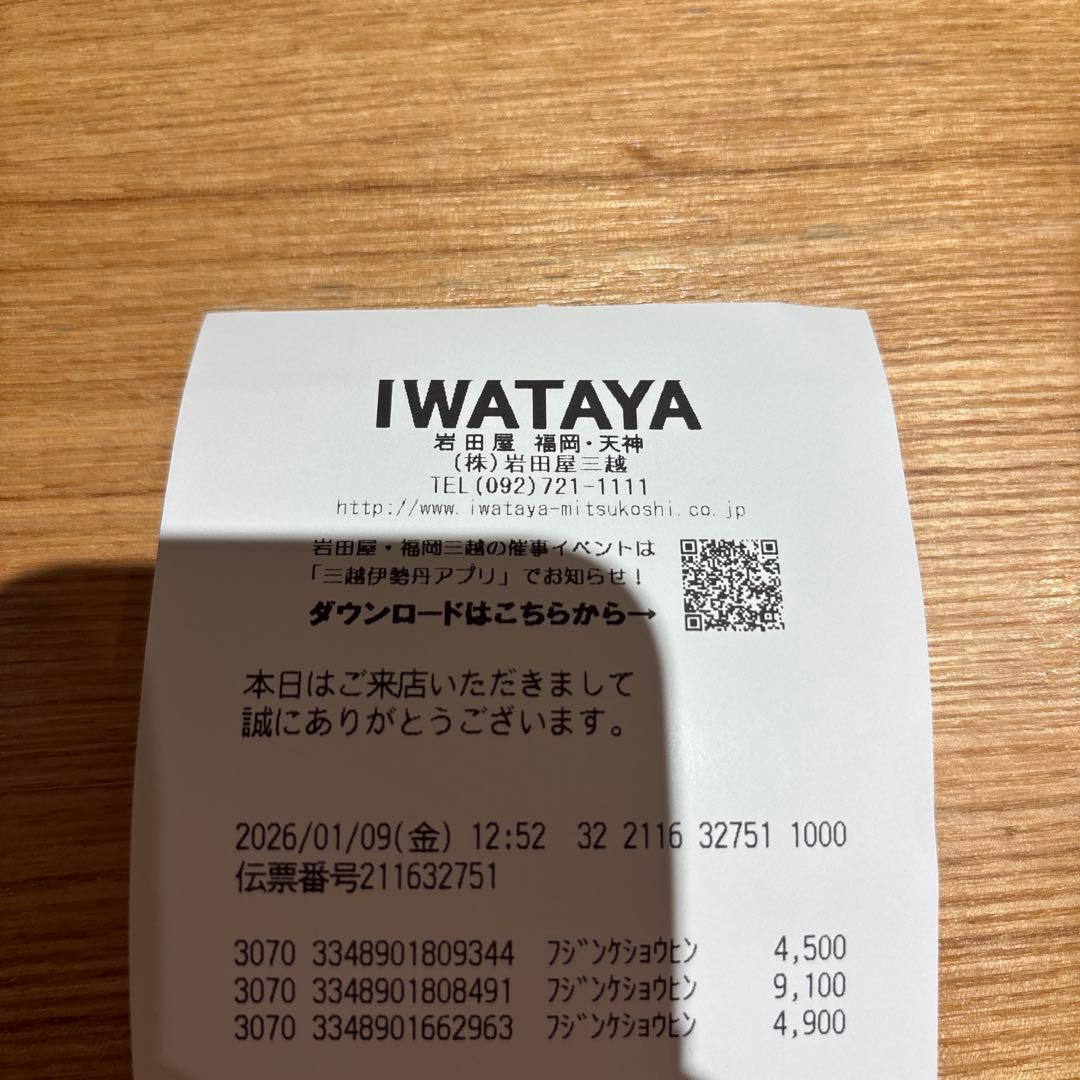 IWATAYA
岩田屋 福岡・天神
(株)岩田屋三越
TEL(092)721-1111
http://www.iwataya-mitsukoshi.co.jp
岩田屋・福岡三越の催事イベントは
「三越伊勢丹アプリ」でお知らせ！
ダウンロードはこちらから→
本日はご来店いただきまして
誠にありがとうございます。
2026/01/09(金) 12:52 32 2116 32751 1000
伝票番号211632751
3070 3348901809344 ﾌｼﾞﾝｹｼｮｳﾋﾝ 4,500
3070 3348901808491 ﾌｼﾞﾝｹｼｮｳﾋﾝ 9,100
3070 3348901662963 ﾌｼﾞﾝｹｼｮｳﾋﾝ 4,900